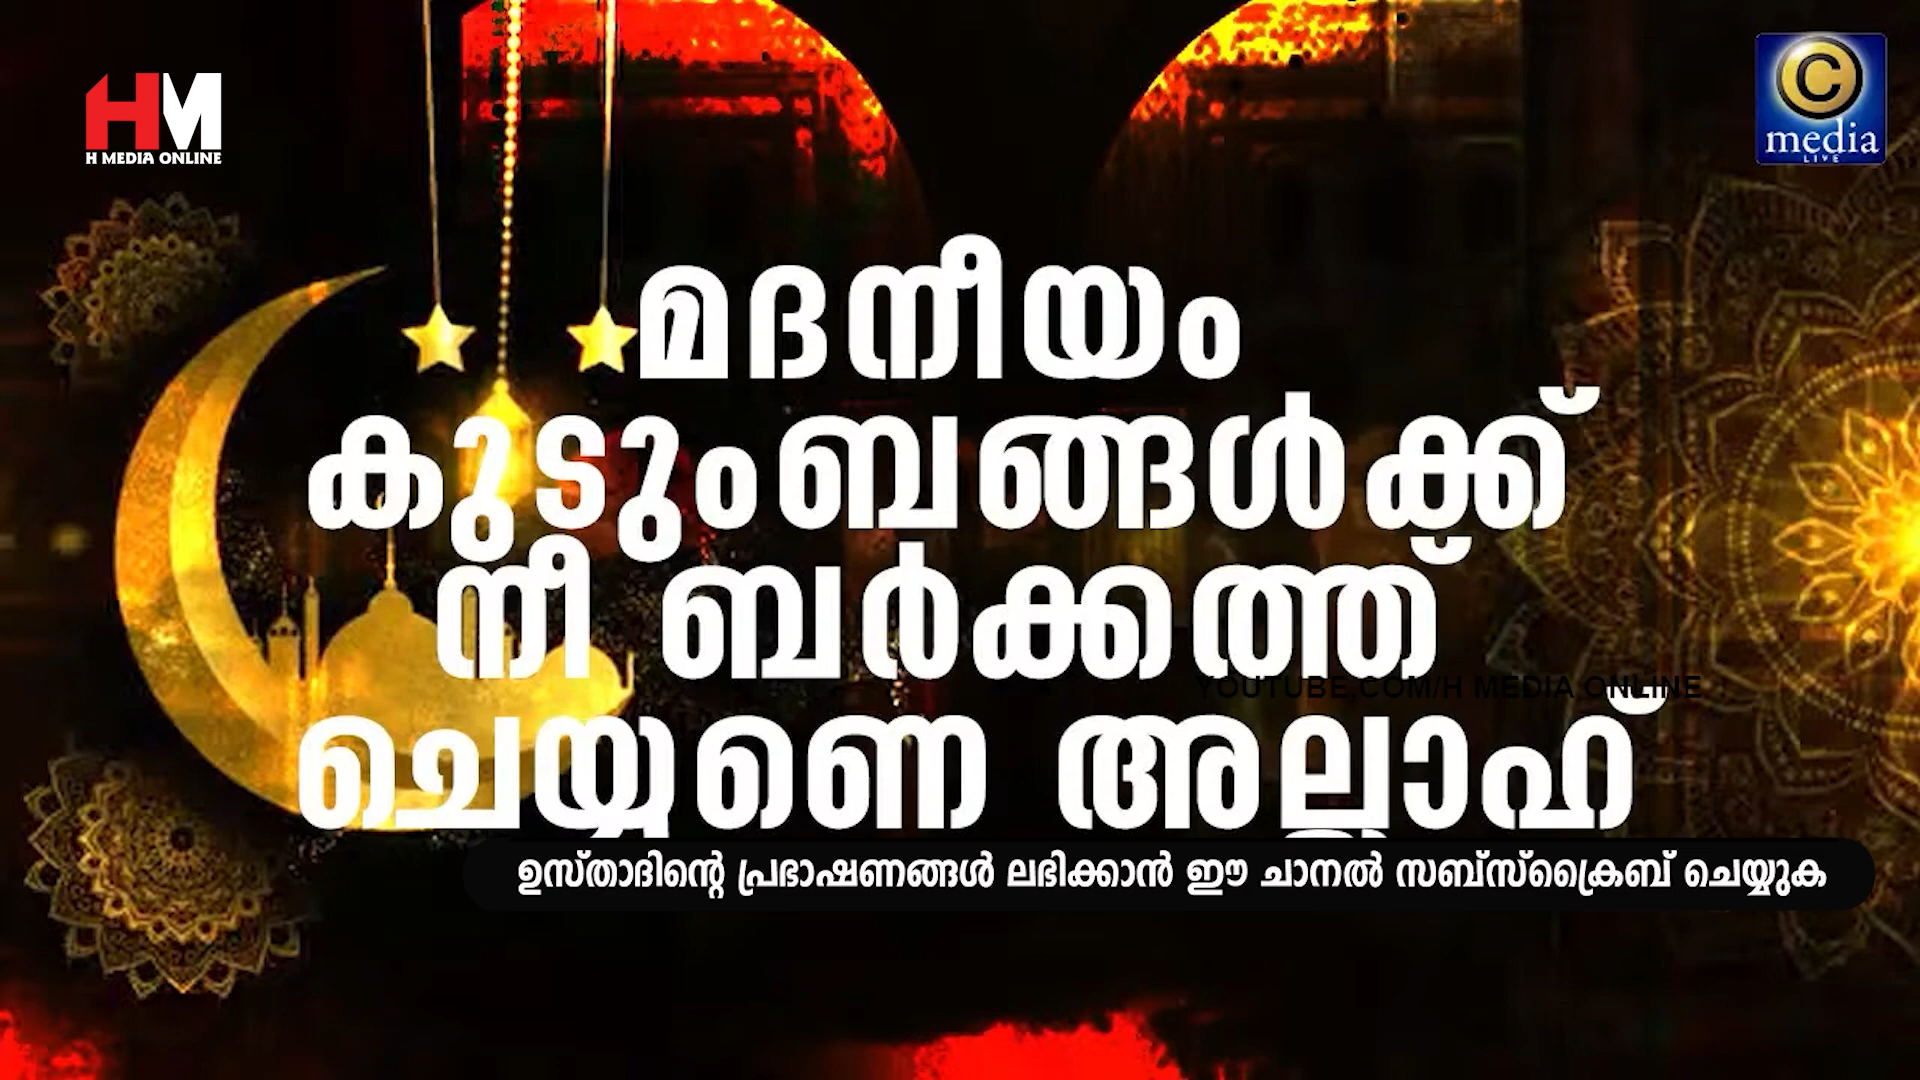 HM
H MEDIA ONLINE
C
media
LIVE
മദനീയം
കുടുംബങ്ങൾക്ക്
നീ ബർക്കത്ത്
YOUTUBE.COM/H MEDIA ONLINE
ചെയ്യണെ അല്ലാഹ്
ഉസ്താദിന്റെ പ്രഭാഷണങ്ങൾ ലഭിക്കാൻ ഈ ചാനൽ സബ്സ്ക്രൈബ് ചെയ്യുക